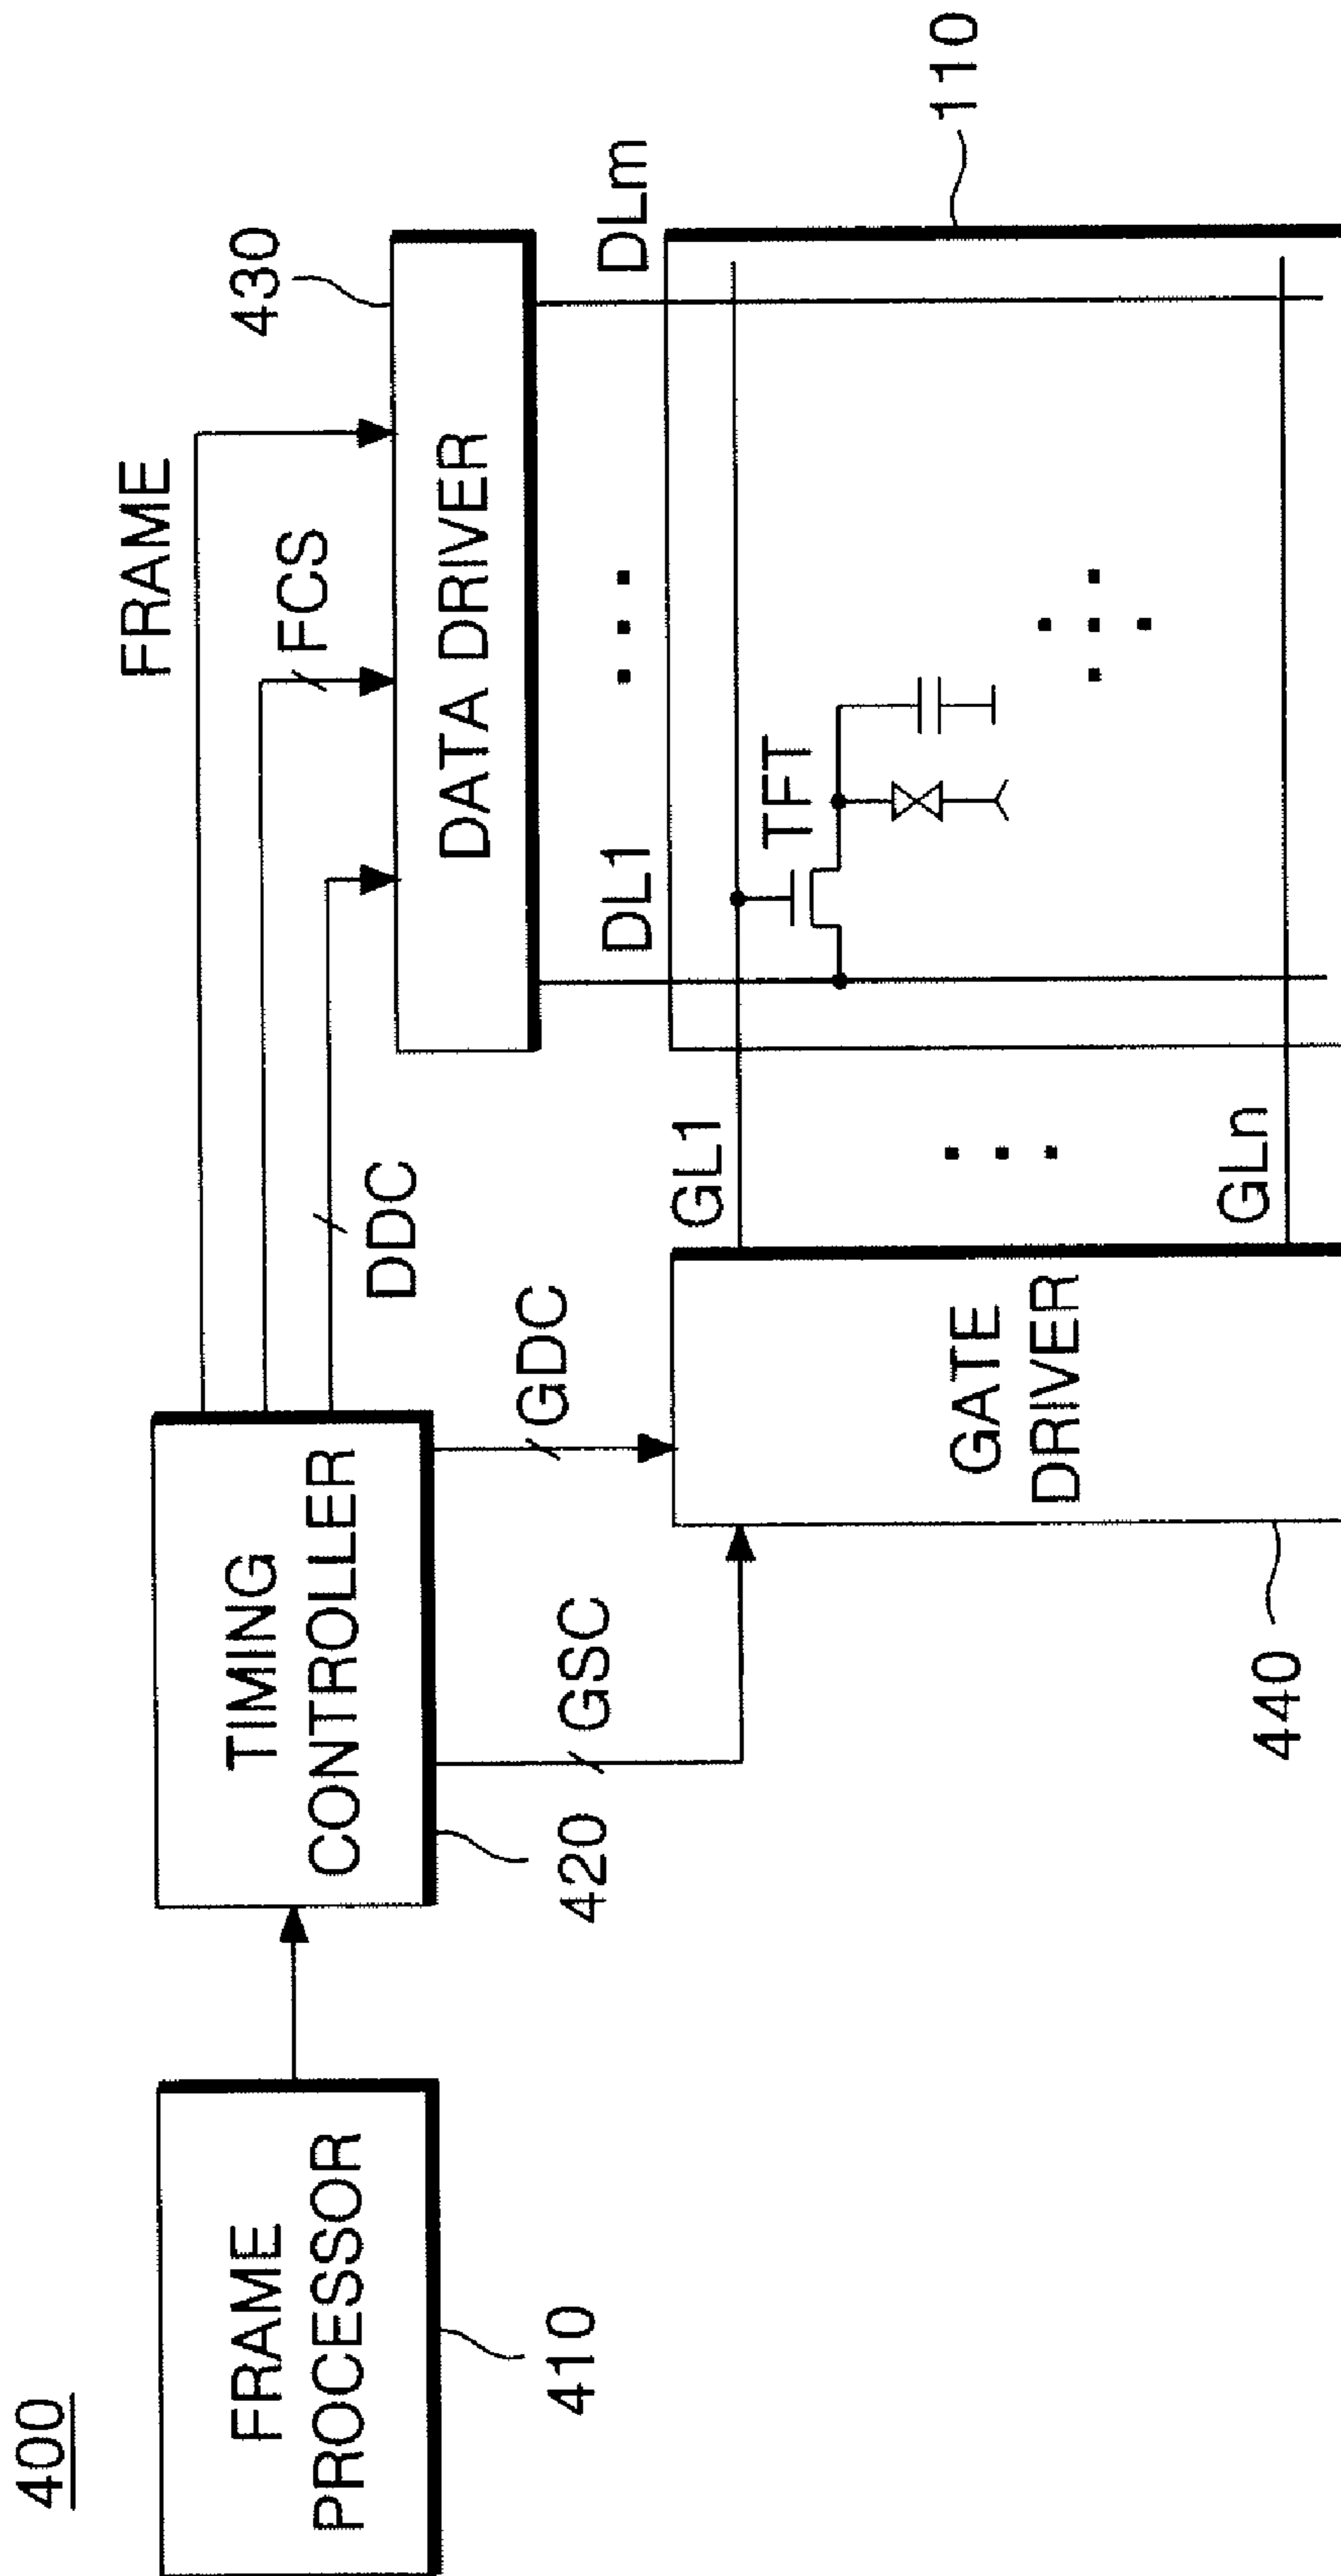 400
FRAME
PROCESSOR
410
TIMING
CONTROLLER
420
FRAME
FCS
DDC
GDC
GSC
DATA DRIVER
430
GATE
DRIVER
440
DL1
DLm
GL1
GLn
TFT
110